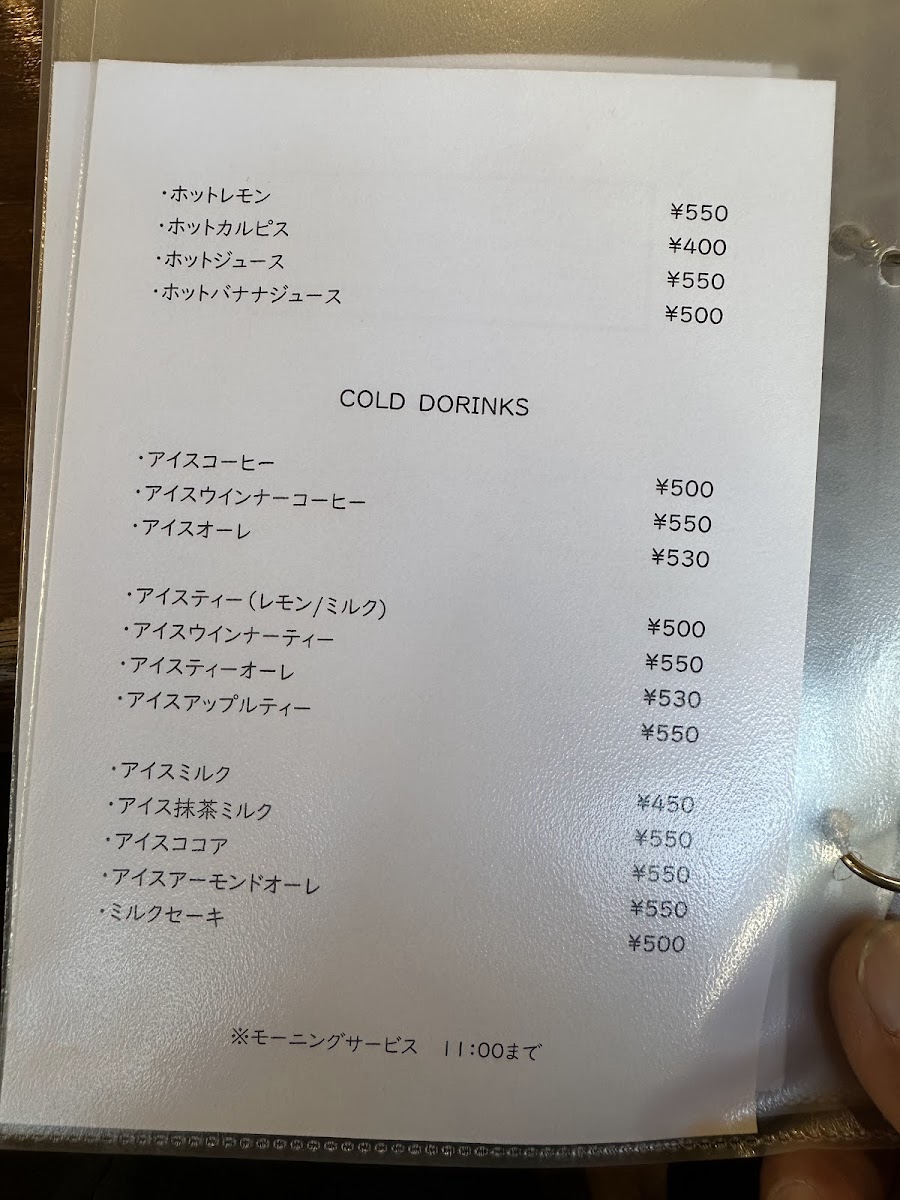 ・ホットレモン ¥550
・ホットカルピス ¥400
・ホットジュース ¥550
・ホットバナナジュース ¥500
COLD DORINKS
・アイスコーヒー ¥500
・アイスウインナーコーヒー ¥550
・アイスオーレ ¥530
・アイスティー(レモン/ミルク) ¥500
・アイスウインナーティー ¥550
・アイスティーオーレ ¥530
・アイスアップルティー ¥550
・アイスミルク ¥450
・アイス抹茶ミルク ¥550
・アイスココア ¥550
・アイスアーモンドオーレ ¥550
・ミルクセーキ ¥500
※モーニングサービス 11:00まで